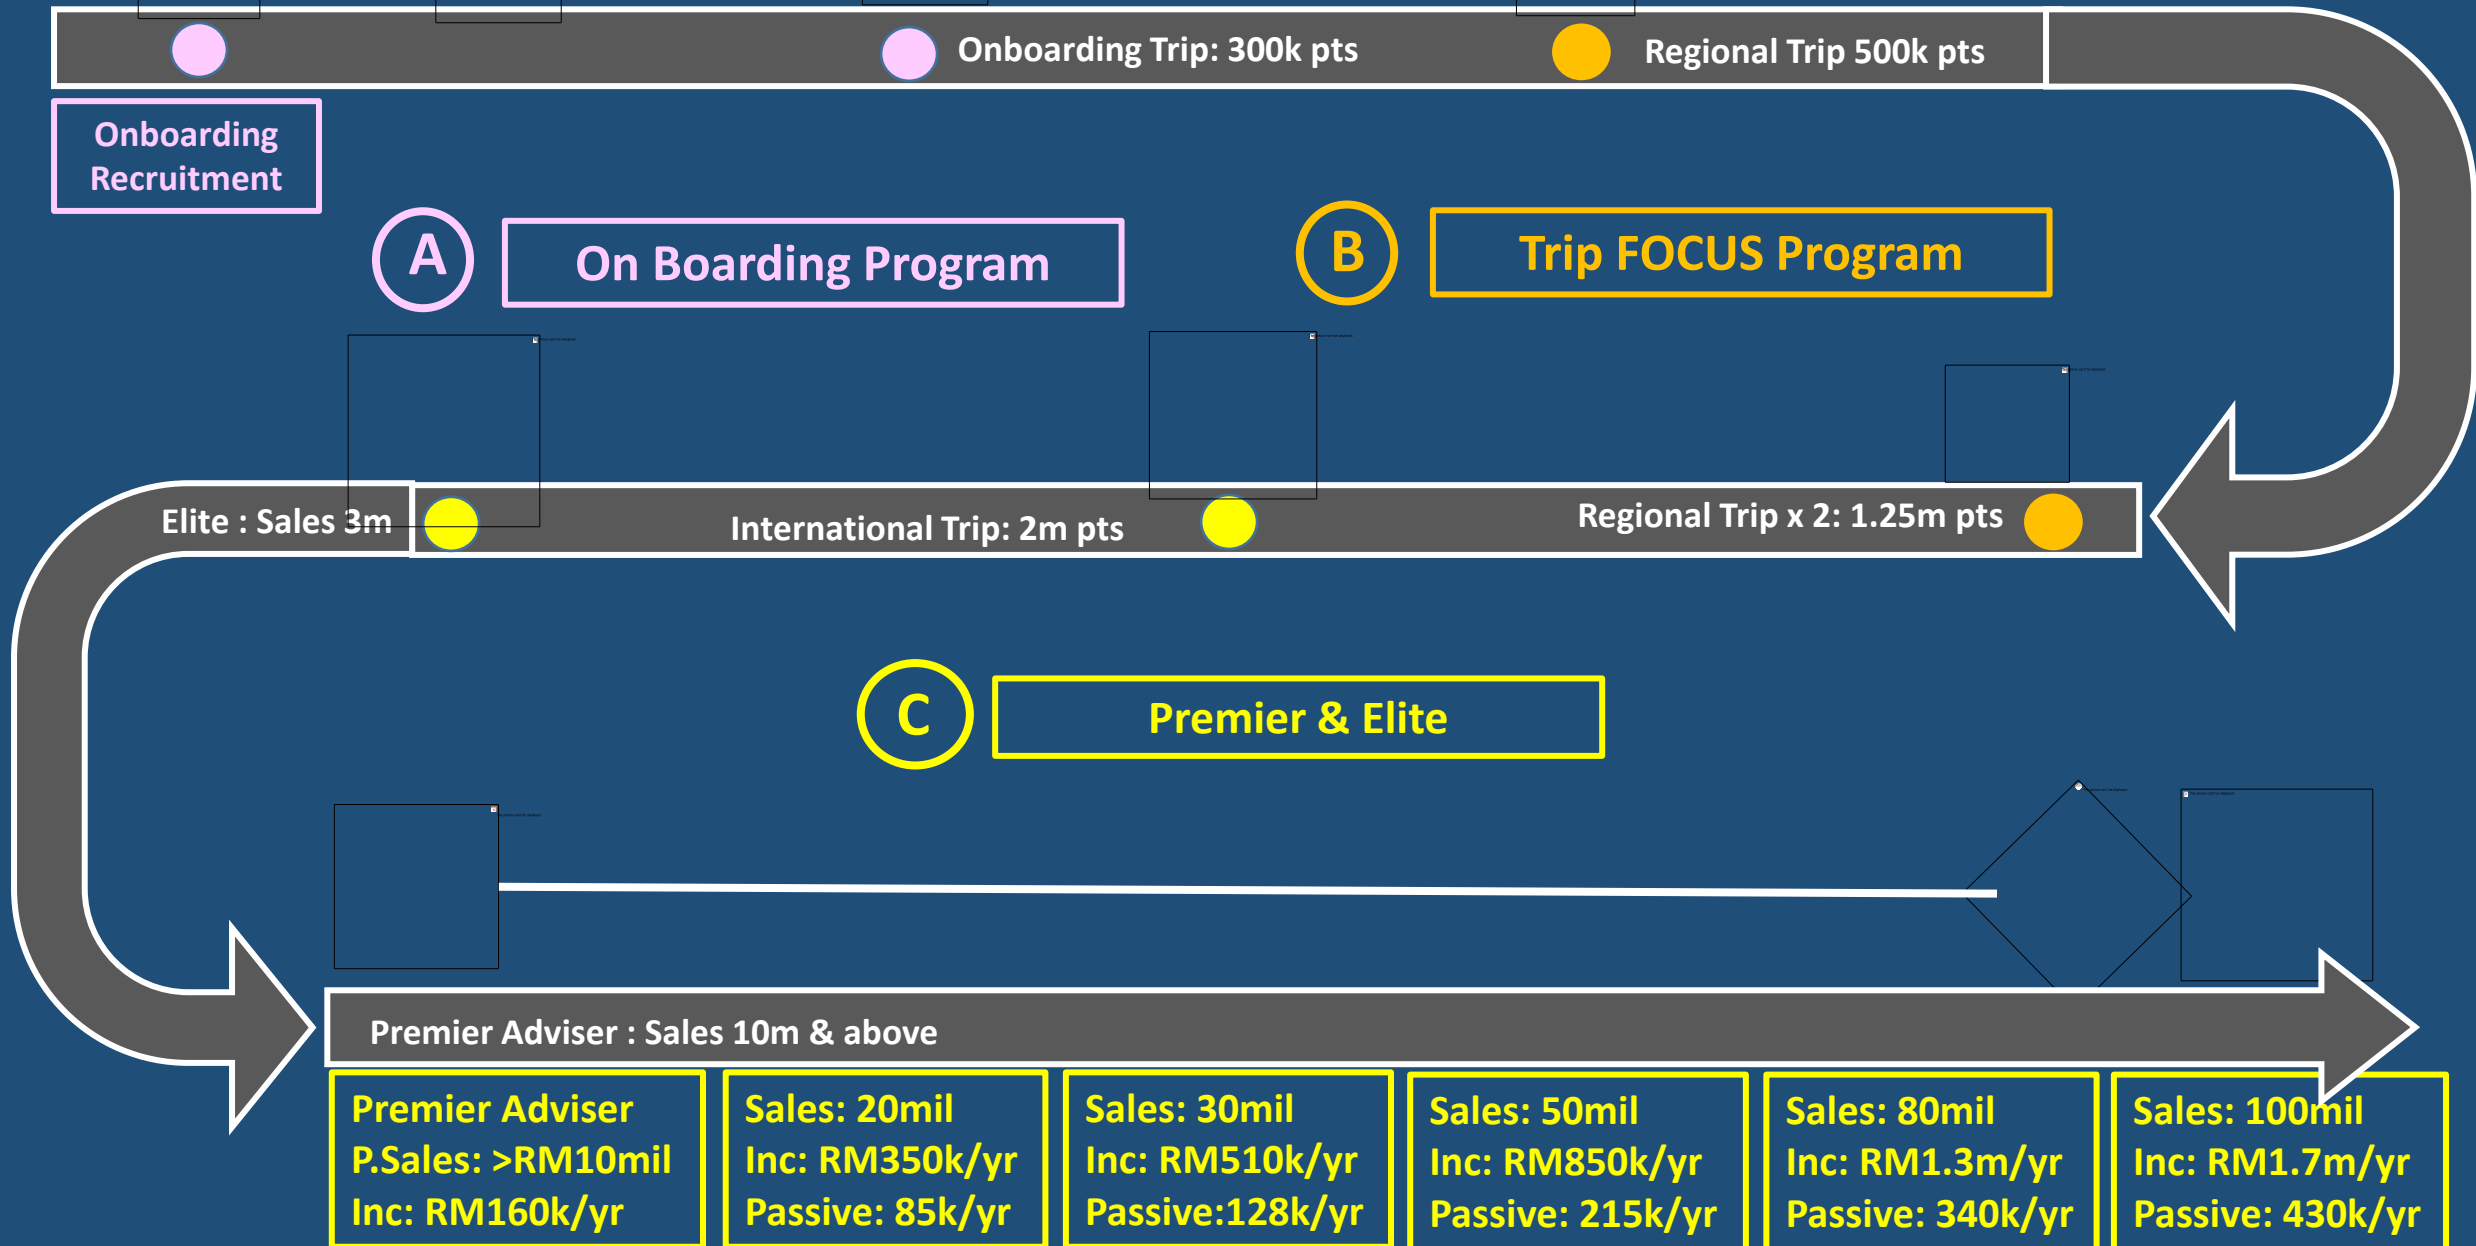 Onboarding Trip: 300k pts
Regional Trip 500k pts
Onboarding
Recruitment
A
On Boarding Program
B
Trip FOCUS Program
Elite : Sales 3m
International Trip: 2m pts
Regional Trip x 2: 1.25m pts
C
Premier & Elite
Premier Adviser : Sales 10m & above
Premier Adviser
P.Sales: >RM10mil
Inc: RM160k/yr
Sales: 20mil
Inc: RM350k/yr
Passive: 85k/yr
Sales: 30mil
Inc: RM510k/yr
Passive:128k/yr
Sales: 50mil
Inc: RM850k/yr
Passive: 215k/yr
Sales: 80mil
Inc: RM1.3m/yr
Passive: 340k/yr
Sales: 100mil
Inc: RM1.7m/yr
Passive: 430k/yr